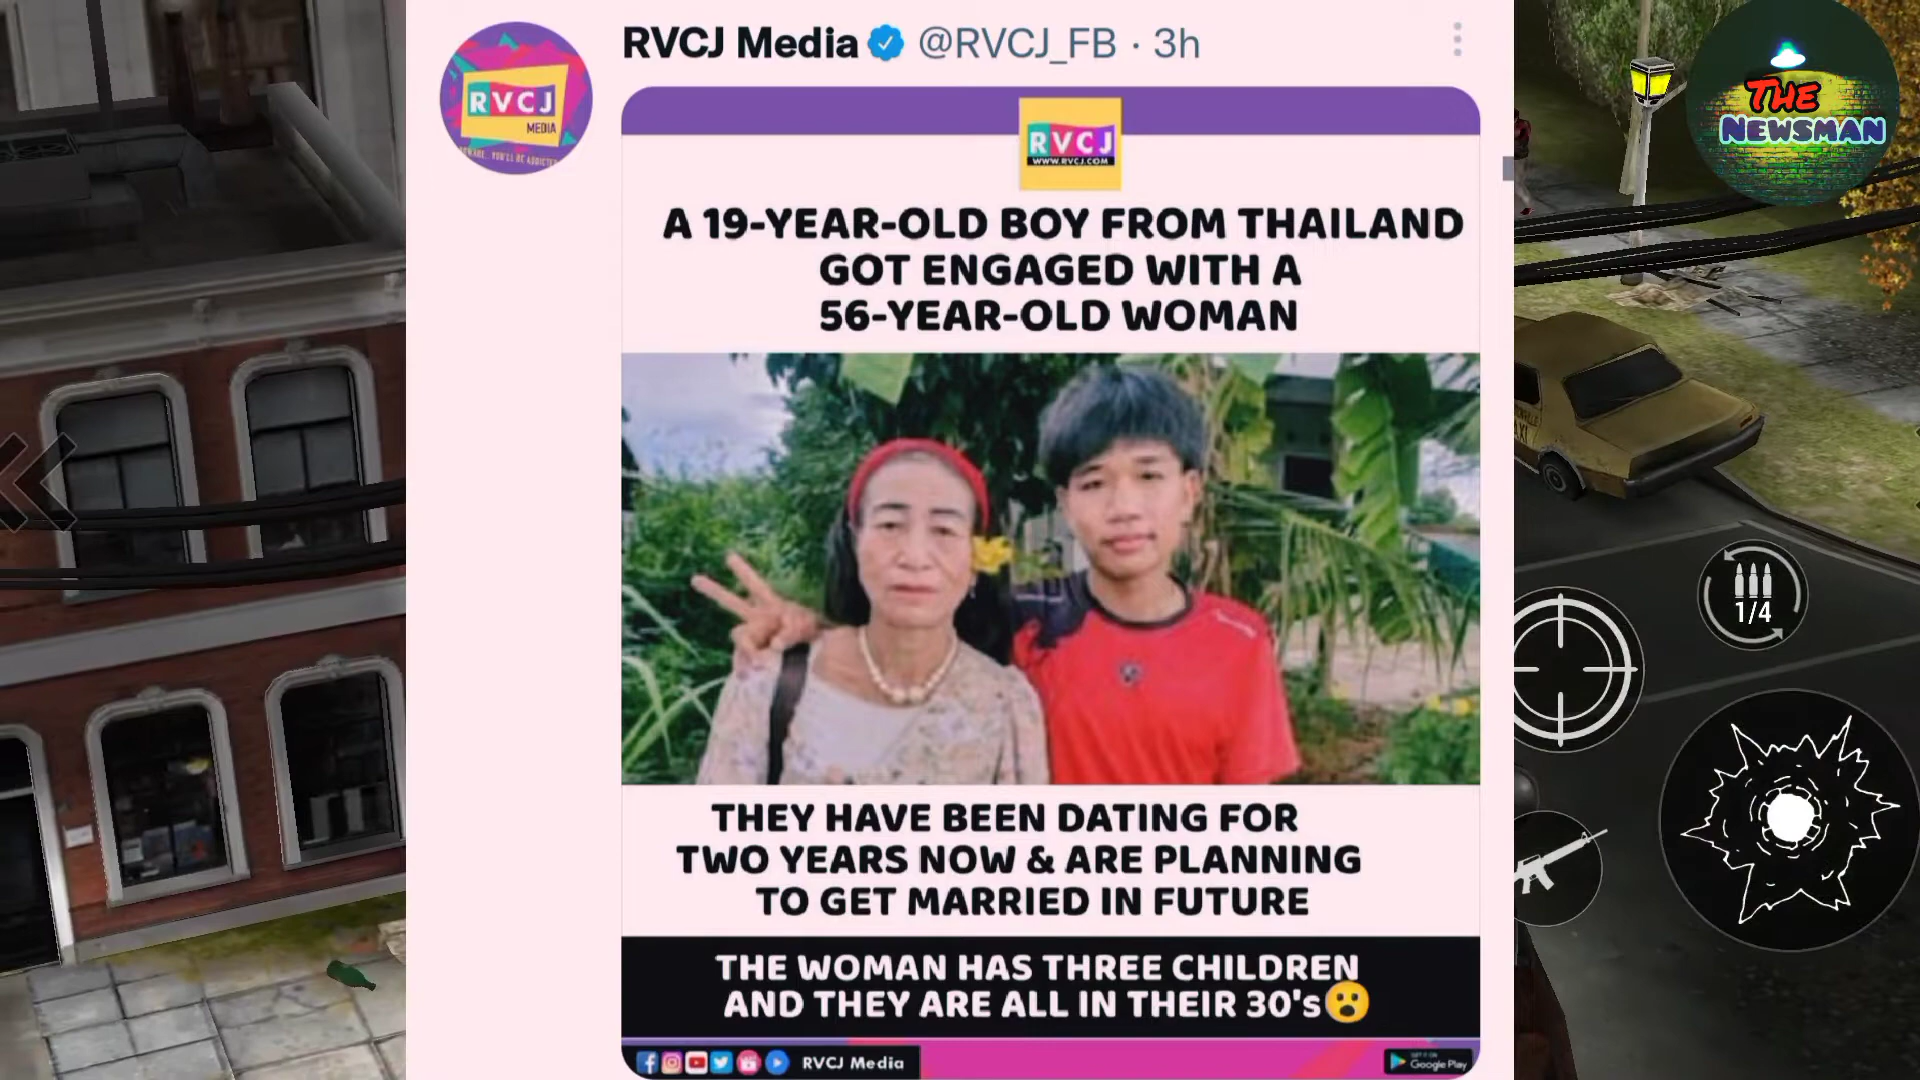 RVCJ Media @RVCJ_FB · 3h
RVCJ
MEDIA
RVCJ
WWW.RVCJ.COM
THE
NEWSMAN
A 19-YEAR-OLD BOY FROM THAILAND
GOT ENGAGED WITH A
56-YEAR-OLD WOMAN
1/4
THEY HAVE BEEN DATING FOR
TWO YEARS NOW & ARE PLANNING
TO GET MARRIED IN FUTURE
THE WOMAN HAS THREE CHILDREN
AND THEY ARE ALL IN THEIR 30's😮
RVCJ Media
GET IT ON
Google Play